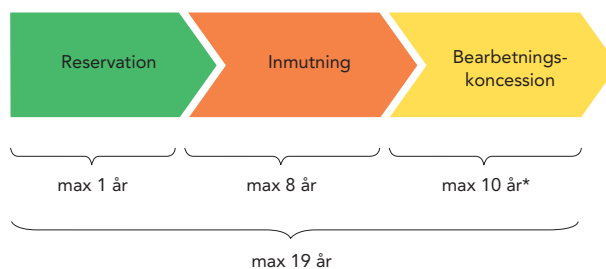 Reservation
Inmutning
Bearbetnings-
koncession
max 1 år
max 8 år
max 10 år*
max 19 år